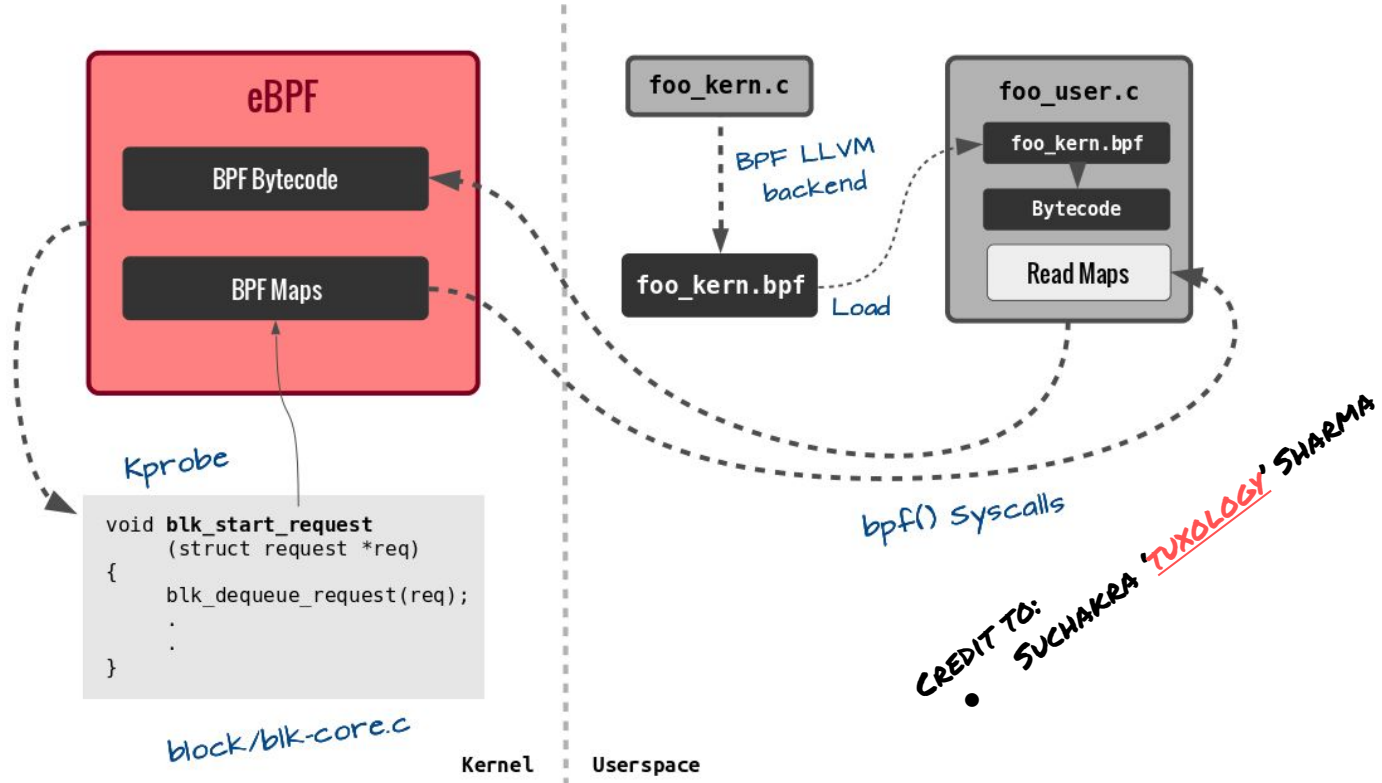 eBPF
BPF Bytecode
BPF Maps
Kprobe
void blk_start_request
(struct request *req)
{
blk_dequeue_request(req);
.
.
}
block/blk-core.c
Kernel
Userspace
foo_kern.c
BPF LLVM
backend
foo_kern.bpf
Load
foo_user.c
foo_kern.bpf
Bytecode
Read Maps
bpf() Syscalls
CREDIT TO:
● SUCHAKRA 'TUXOLOGY' SHARMA